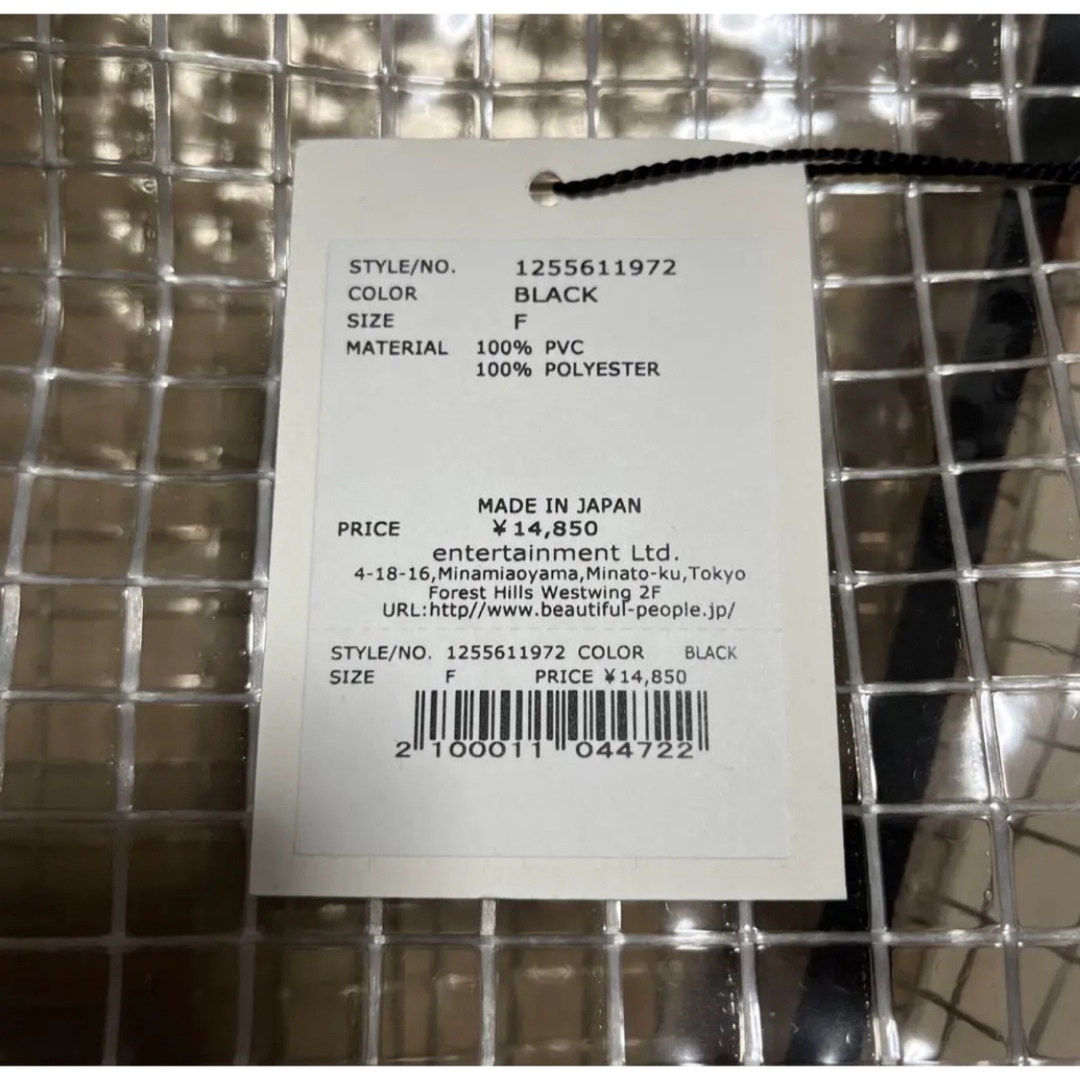 STYLE/NO. 1255611972
COLOR BLACK
SIZE F
MATERIAL 100% PVC
100% POLYESTER
MADE IN JAPAN
PRICE ¥14,850
entertainment Ltd.
4-18-16,Minamiaoyama,Minato-ku,Tokyo
Forest Hills Westwing 2F
URL:http//www.beautiful-people.jp/
STYLE/NO. 1255611972 COLOR BLACK
SIZE F PRICE ¥14,850
2 100011 044722